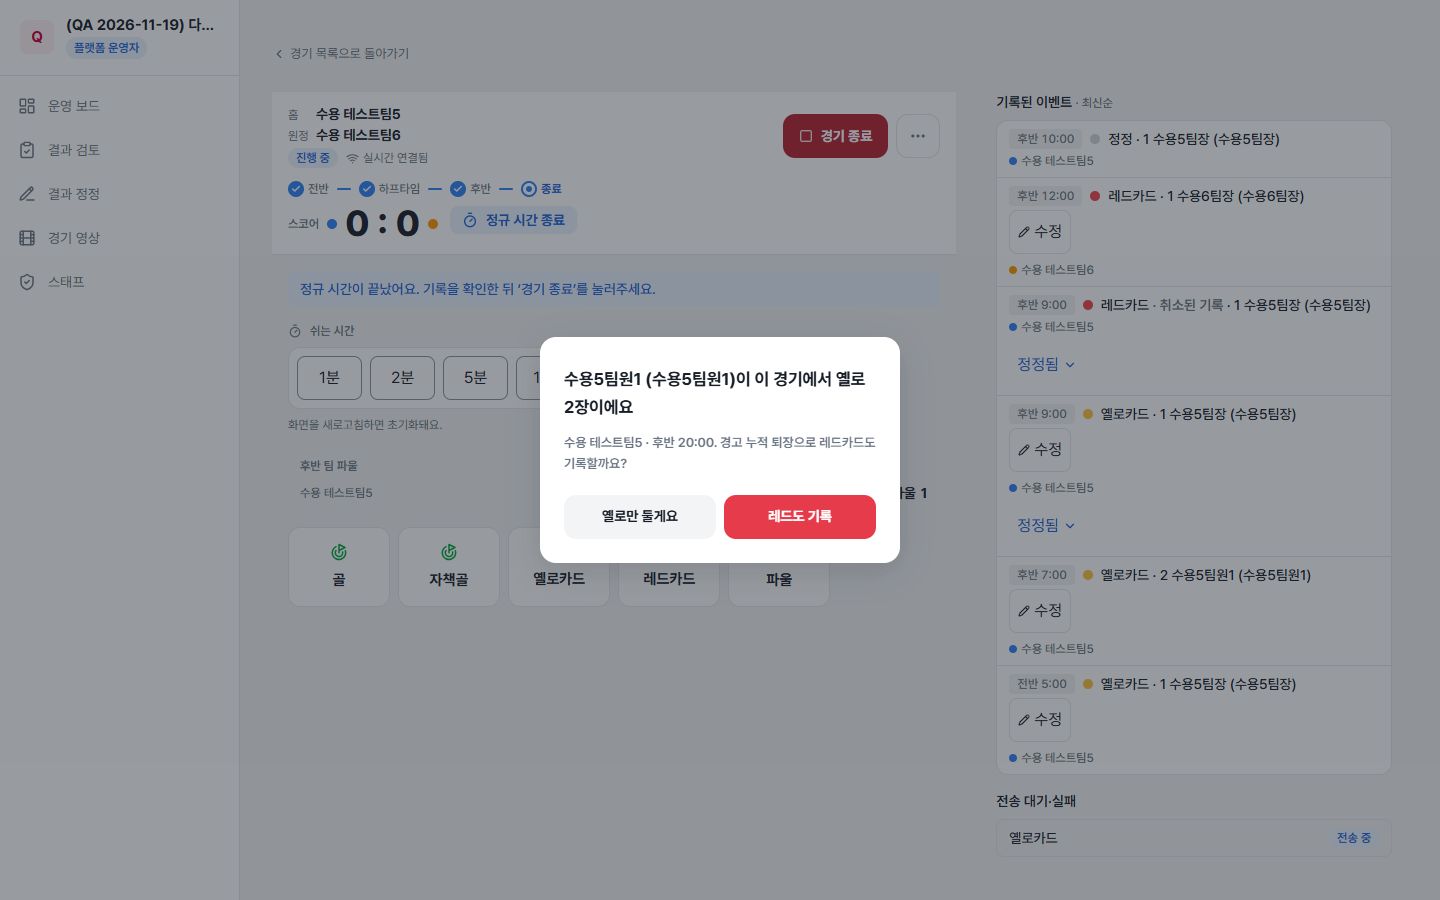 Q
(QA 2026-11-19) 다...
플랫폼 운영자
운영 보드
결과 검토
결과 정정
경기 영상
스태프
경기 목록으로 돌아가기
홈 수용 테스트팀5
원정 수용 테스트팀6
진행 중 실시간 연결됨
경기 종료
전반 하프타임 후반 종료
스코어 0 : 0 정규 시간 종료
정규 시간이 끝났어요. 기록을 확인한 뒤 ‘경기 종료’를 눌러주세요.
쉬는 시간
1분 2분 5분 1
화면을 새로고침하면 초기화돼요.
후반 팀 파울
수용 테스트팀5
파울 1
골 자책골 옐로카드 레드카드 파울
수용5팀원1 (수용5팀원1)이 이 경기에서 옐로
2장이에요
수용 테스트팀5 · 후반 20:00. 경고 누적 퇴장으로 레드카드도
기록할까요?
옐로만 둘게요 레드도 기록
기록된 이벤트 · 최신순
후반 10:00 정정 · 1 수용5팀장 (수용5팀장)
수용 테스트팀5
후반 12:00 레드카드 · 1 수용6팀장 (수용6팀장)
수정
수용 테스트팀6
후반 9:00 레드카드 · 취소된 기록 · 1 수용5팀장 (수용5팀장)
수용 테스트팀5
정정됨
후반 9:00 옐로카드 · 1 수용5팀장 (수용5팀장)
수정
수용 테스트팀5
정정됨
후반 7:00 옐로카드 · 2 수용5팀원1 (수용5팀원1)
수정
수용 테스트팀5
전반 5:00 옐로카드 · 1 수용5팀장 (수용5팀장)
수정
수용 테스트팀5
전송 대기·실패
옐로카드 전송 중